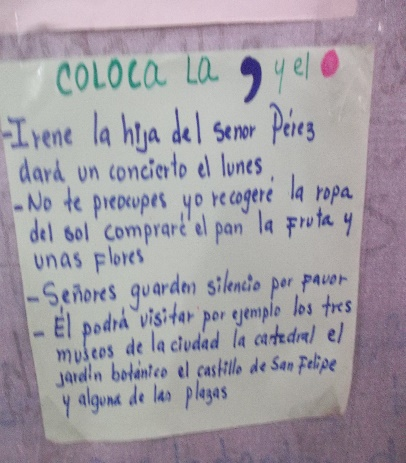 COLOCA LA , y el .
-Irene la hija del señor Pérez
dará un concierto el lunes
-No te preocupes yo recogeré la ropa
del sol compraré el pan la fruta y
unas flores
-Señores guarden silencio por favor
-Él podrá visitar por ejemplo los tres
museos de la ciudad la catedral el
jardín botánico el castillo de San Felipe
y alguna de las plazas